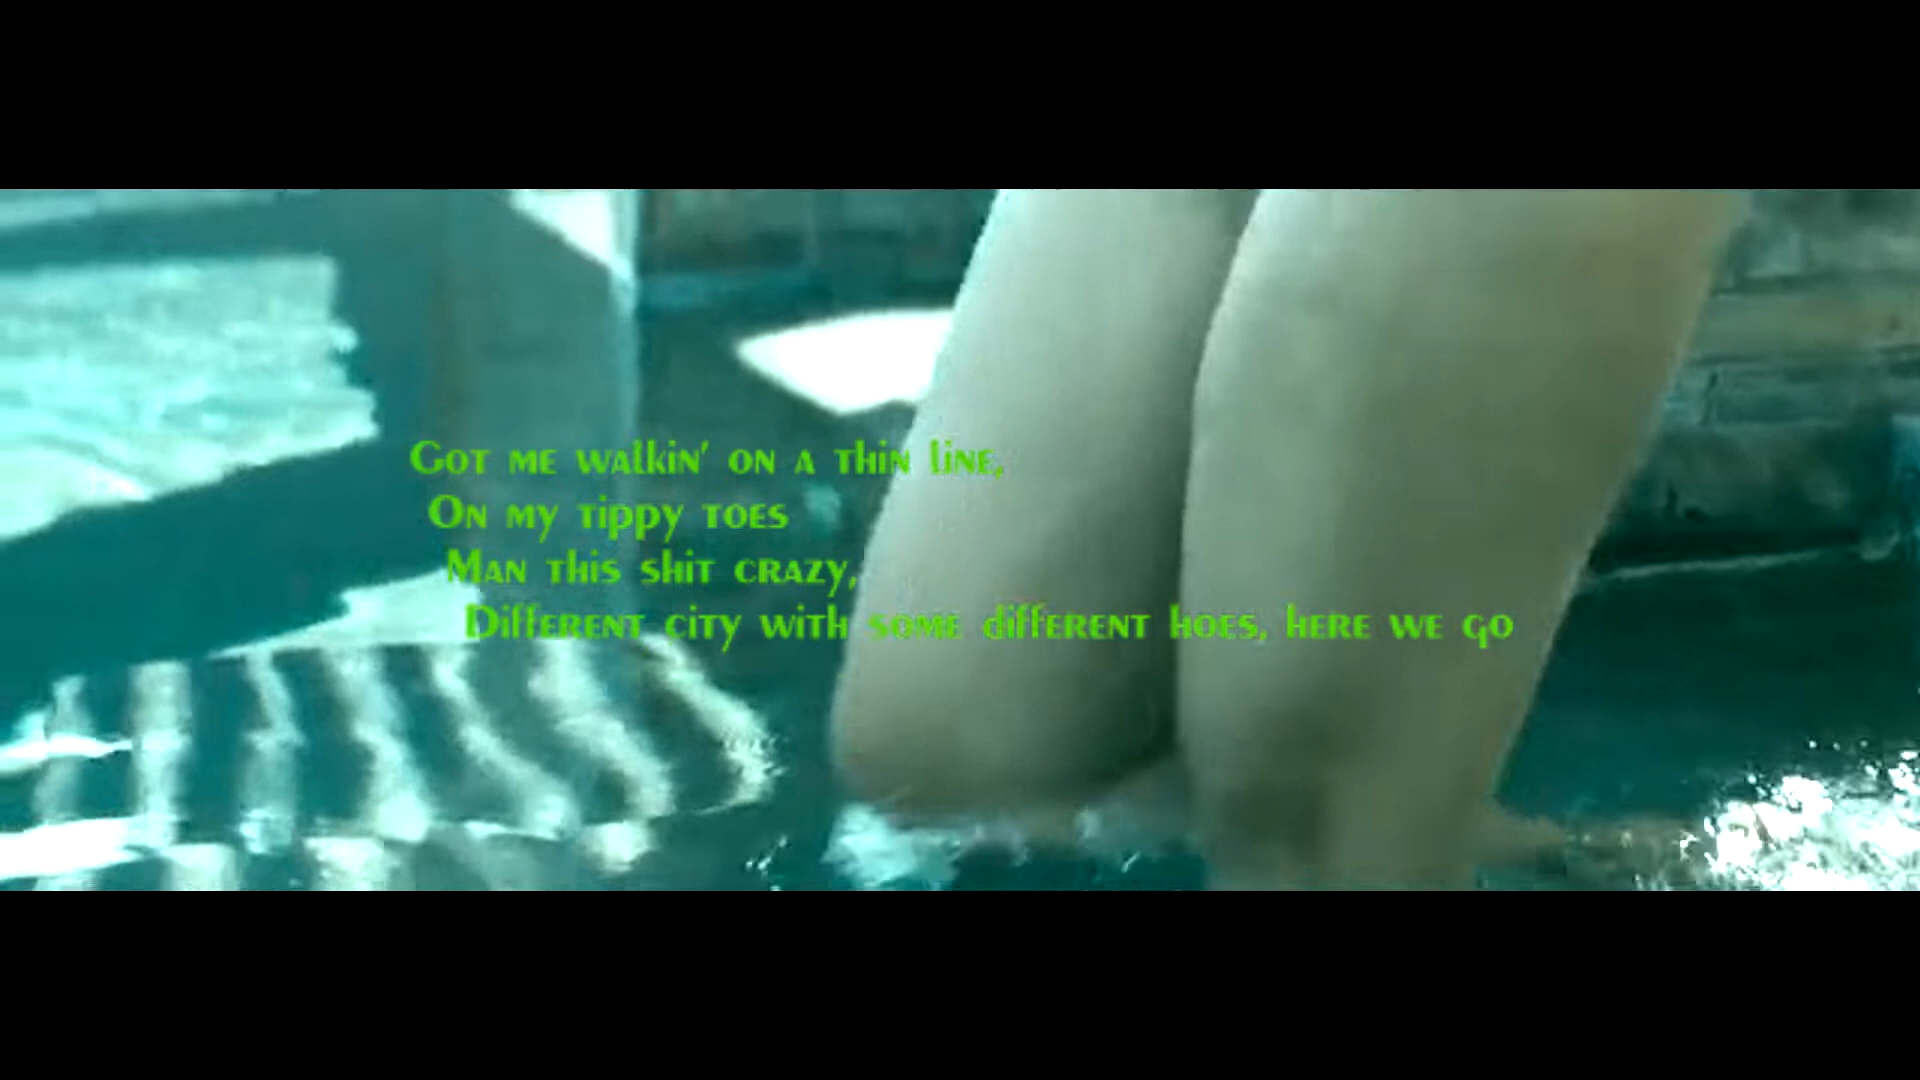 Got me walkin' on a thin line,
On my tippy toes
Man this shit crazy,
Different city with some different hoes, here we go